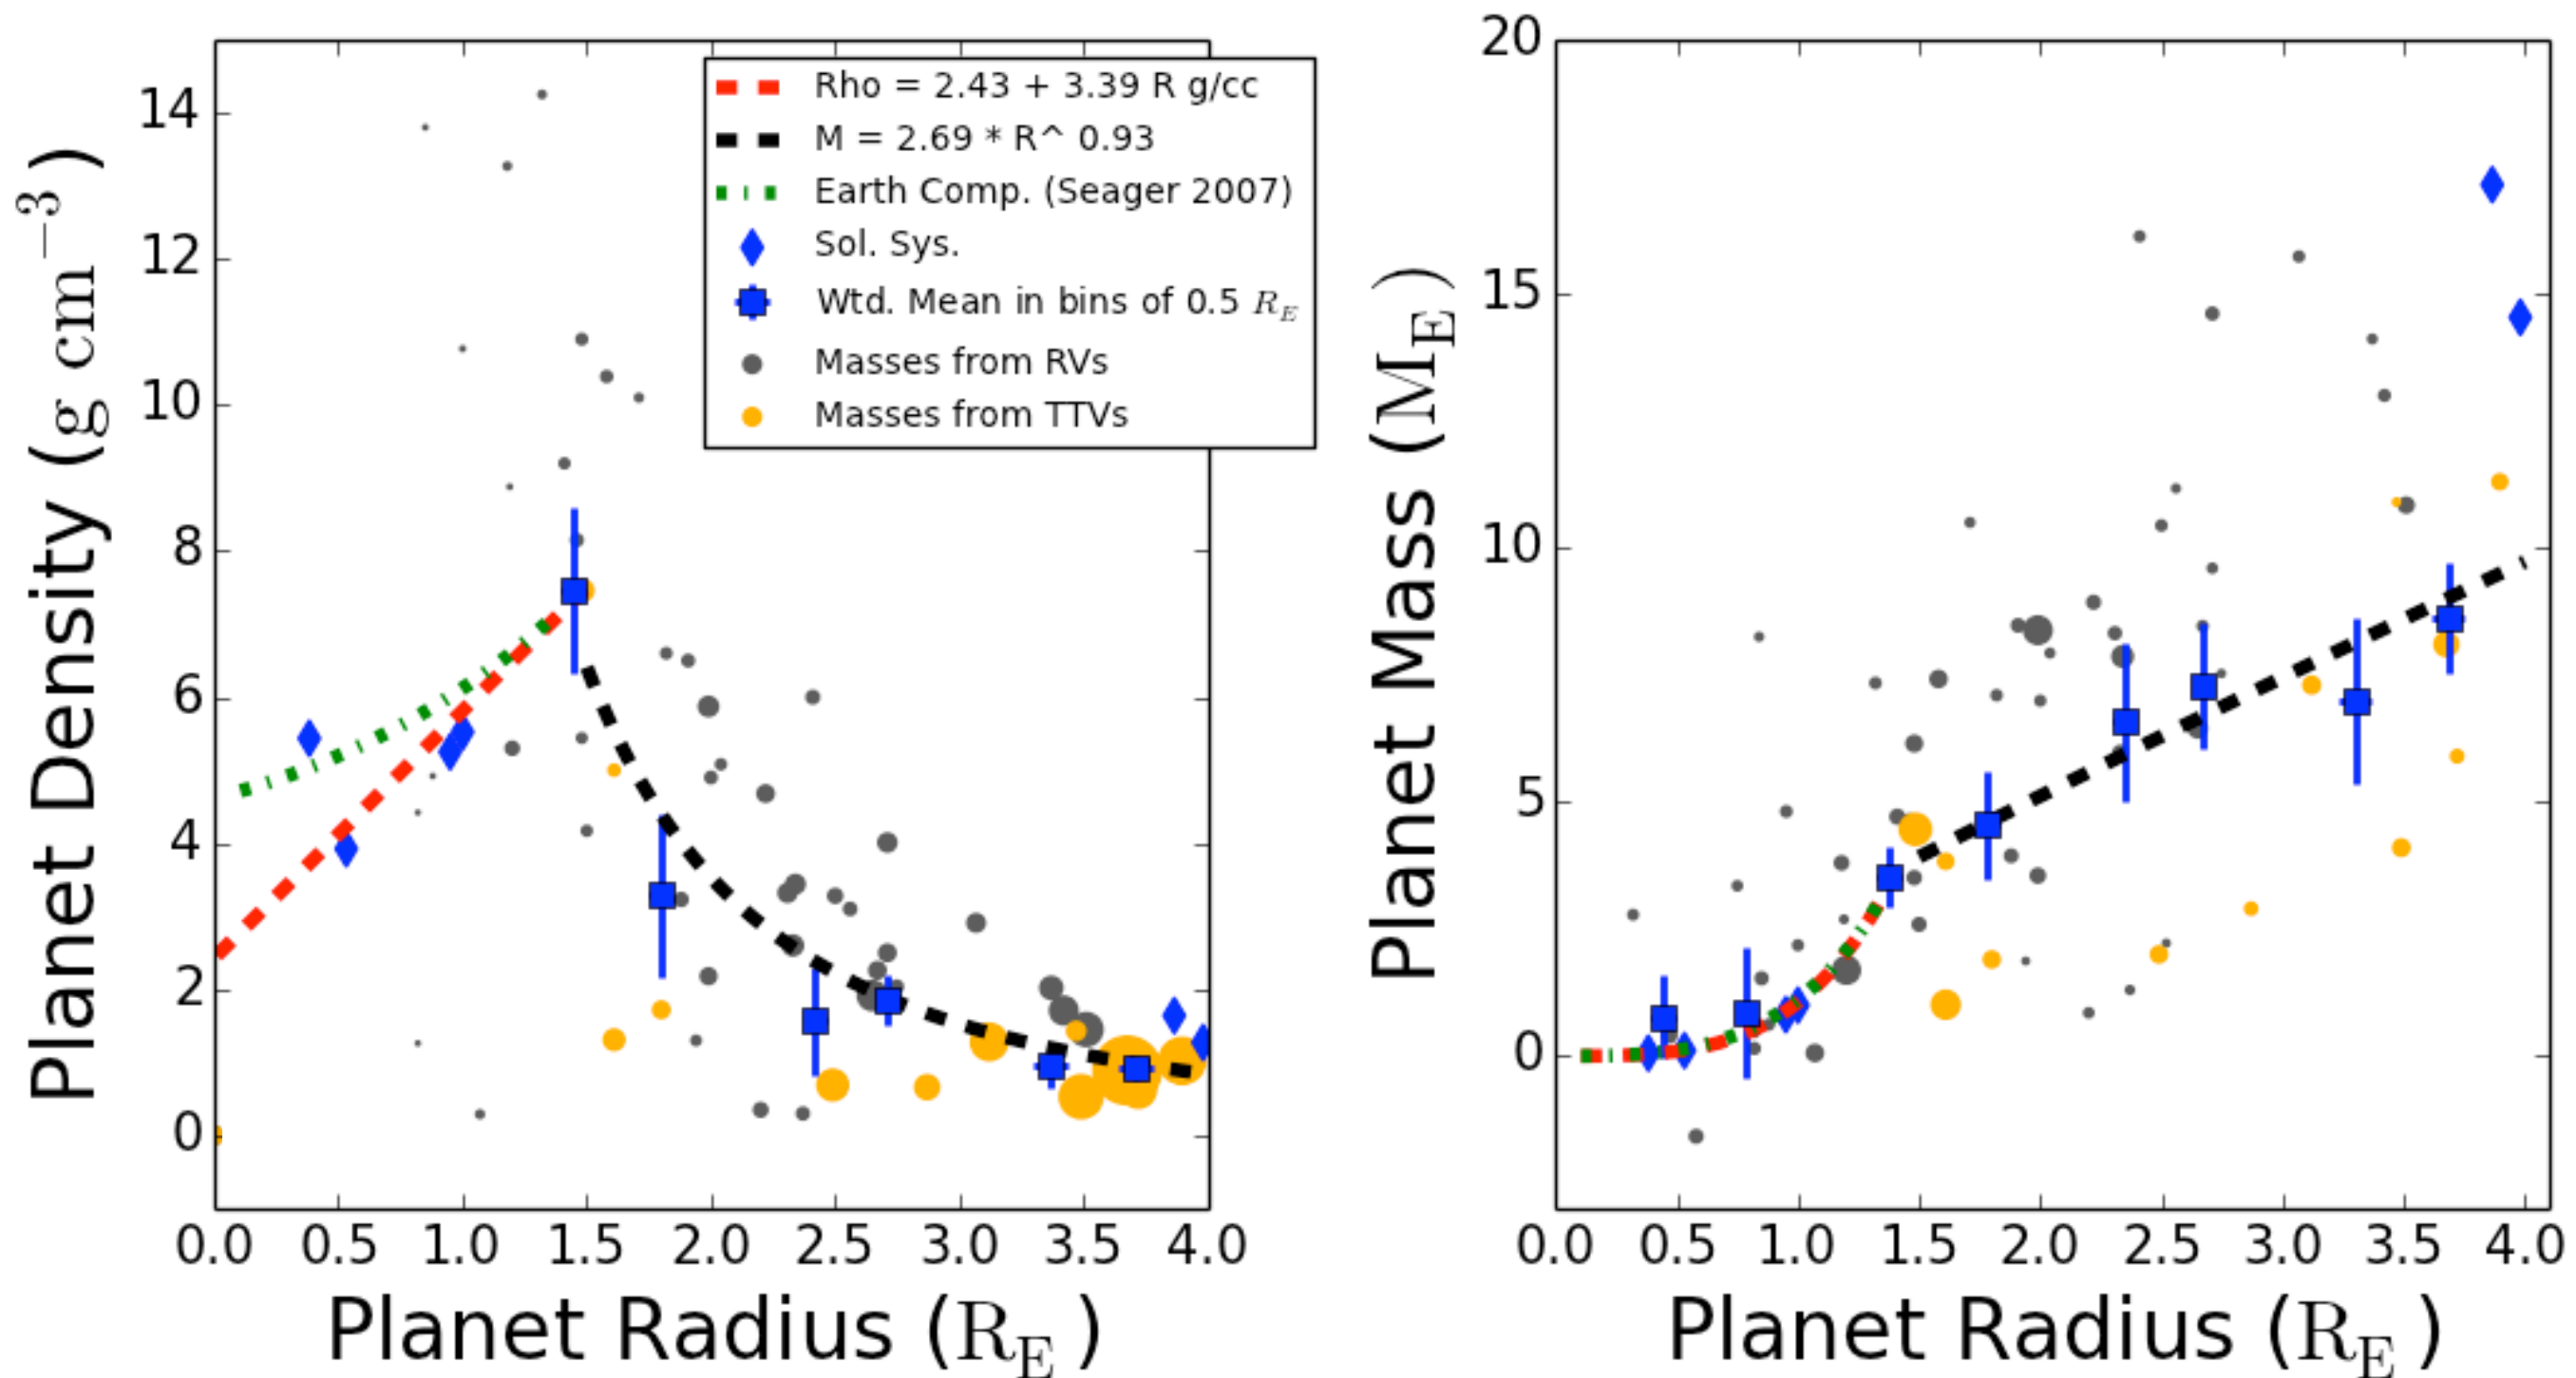 Planet Density (g cm−3)
14
12
10
8
6
4
2
0
Rho = 2.43 + 3.39 R g/cc
M = 2.69 * R^ 0.93
Earth Comp. (Seager 2007)
Sol. Sys.
Wtd. Mean in bins of 0.5 RE
Masses from RVs
Masses from TTVs
0.0 0.5 1.0 1.5 2.0 2.5 3.0 3.5 4.0
Planet Radius (RE)
Planet Mass (ME)
20
15
10
5
0
0.0 0.5 1.0 1.5 2.0 2.5 3.0 3.5 4.0
Planet Radius (RE)